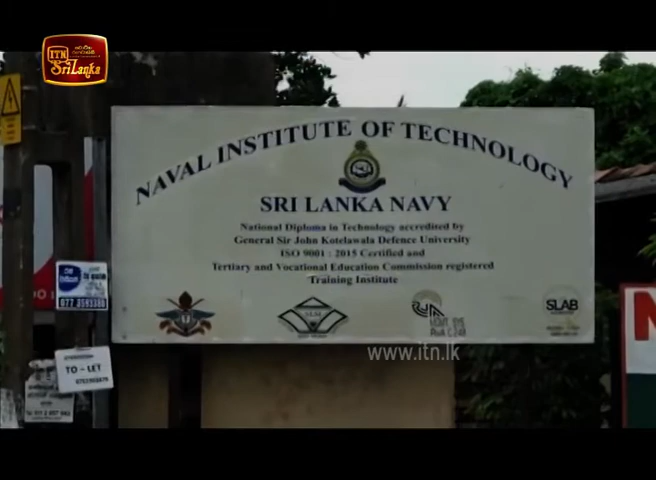 ITN
Sri Lanka
NAVAL INSTITUTE OF TECHNOLOGY
SRI LANKA NAVY
National Diploma in Technology accredited by
General Sir John Kotelawala Defence University
ISO 9001 : 2015 Certified and
Tertiary and Vocational Education Commission registered
Training Institute
SLAB
www.itn.lk
TO - LET
N